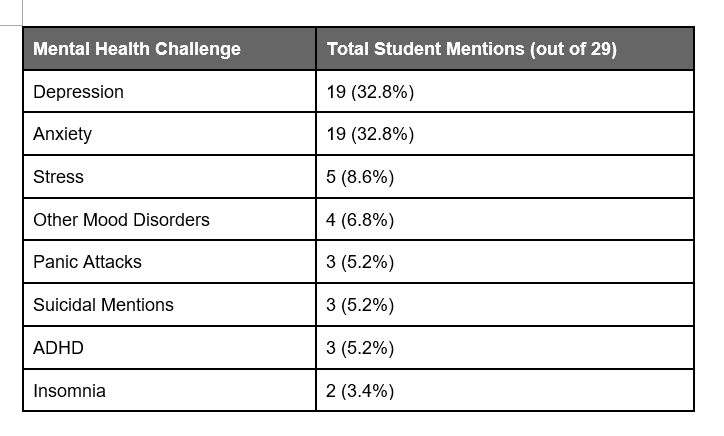 Mental Health Challenge Total Student Mentions (out of 29)
Depression 19 (32.8%)
Anxiety 19 (32.8%)
Stress 5 (8.6%)
Other Mood Disorders 4 (6.8%)
Panic Attacks 3 (5.2%)
Suicidal Mentions 3 (5.2%)
ADHD 3 (5.2%)
Insomnia 2 (3.4%)